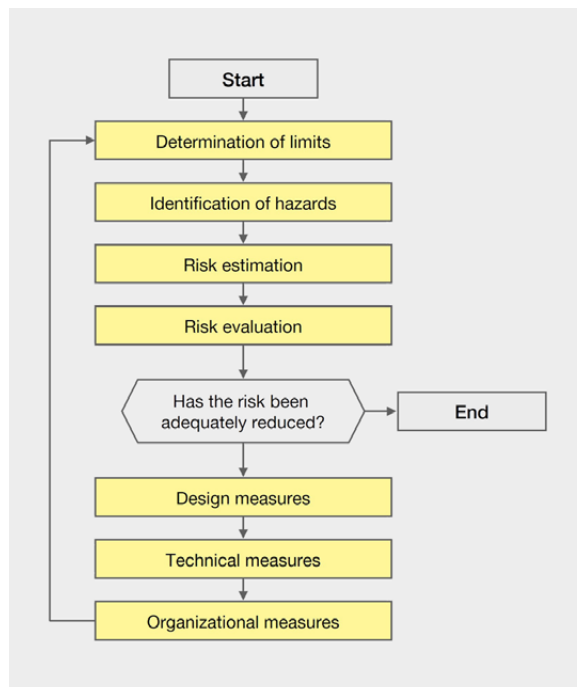 Start
Determination of limits
Identification of hazards
Risk estimation
Risk evaluation
Has the risk been
adequately reduced?
End
Design measures
Technical measures
Organizational measures